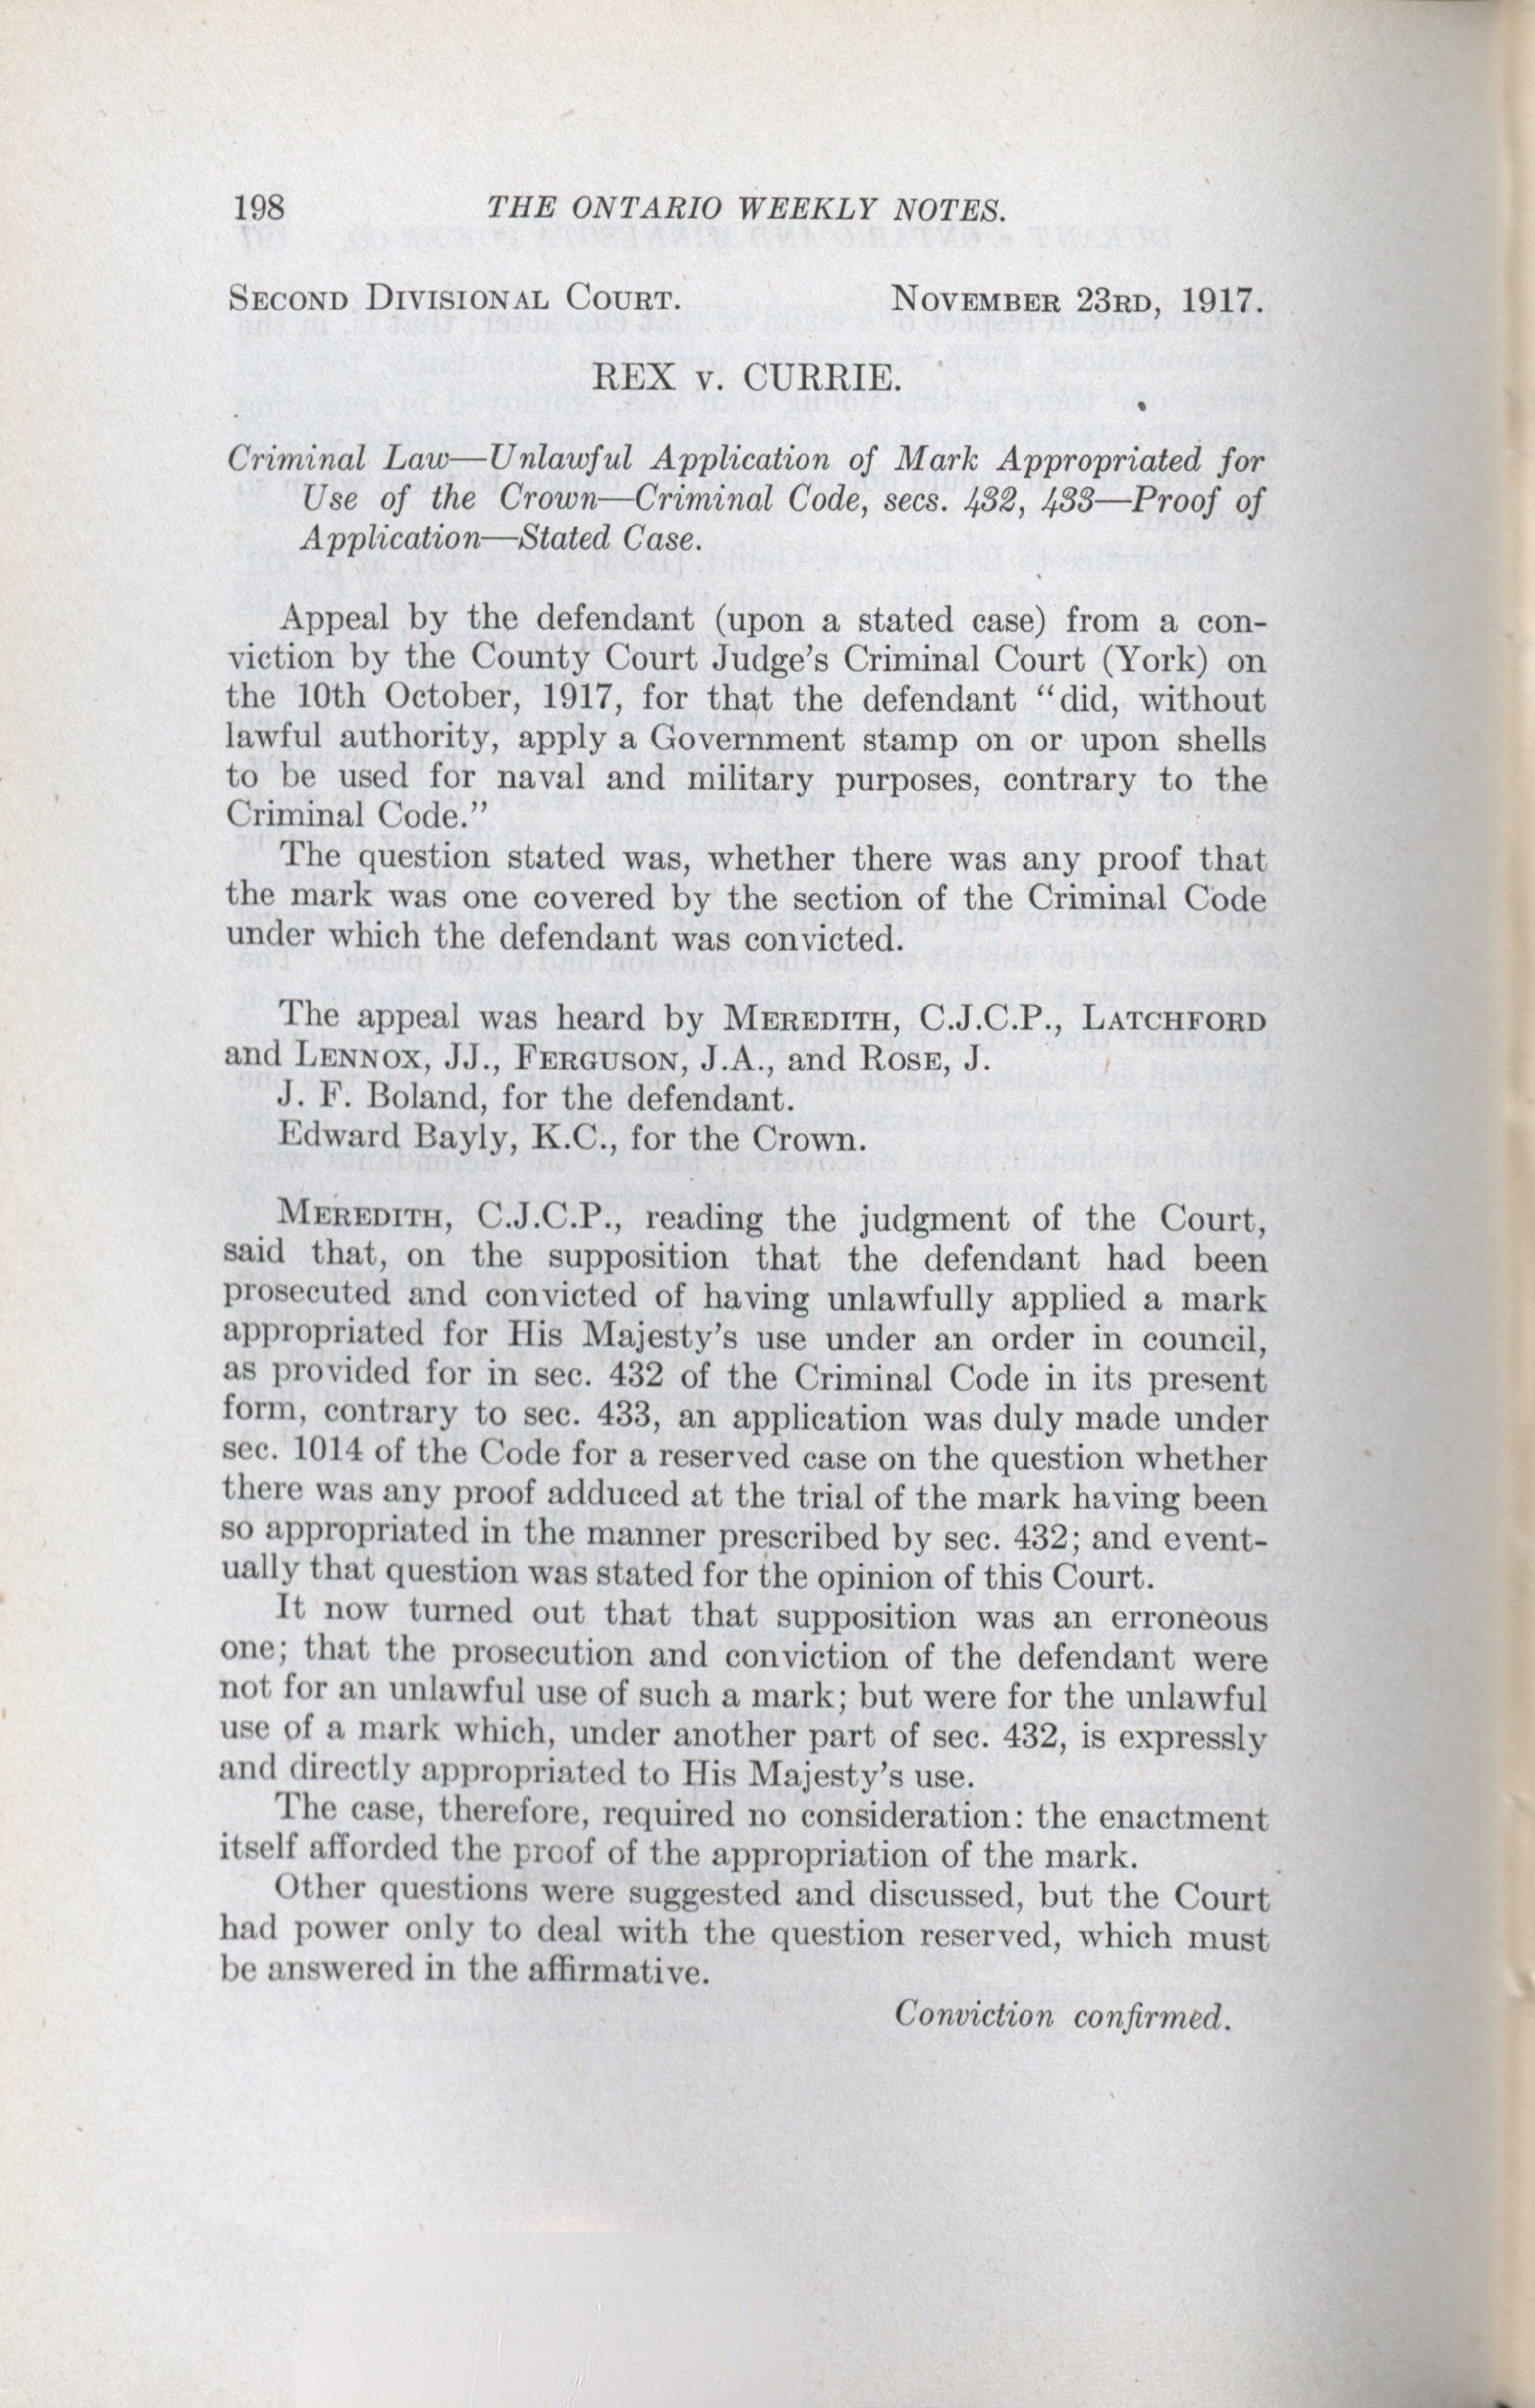 198 THE ONTARIO WEEKLY NOTES.
SECOND DIVISIONAL COURT. NOVEMBER 23RD, 1917.
REX v. CURRIE.
Criminal Law—Unlawful Application of Mark Appropriated for
Use of the Crown—Criminal Code, secs. 432, 433—Proof of
Application—Stated Case.
Appeal by the defendant (upon a stated case) from a con-
viction by the County Court Judge's Criminal Court (York) on
the 10th October, 1917, for that the defendant "did, without
lawful authority, apply a Government stamp on or upon shells
to be used for naval and military purposes, contrary to the
Criminal Code."
The question stated was, whether there was any proof that
the mark was one covered by the section of the Criminal Code
under which the defendant was convicted.
The appeal was heard by MEREDITH, C.J.C.P., LATCHFORD
and LENNOX, JJ., FERGUSON, J.A., and ROSE, J.
J. F. Boland, for the defendant.
Edward Bayly, K.C., for the Crown.
MEREDITH, C.J.C.P., reading the judgment of the Court,
said that, on the supposition that the defendant had been
prosecuted and convicted of having unlawfully applied a mark
appropriated for His Majesty's use under an order in council,
as provided for in sec. 432 of the Criminal Code in its present
form, contrary to sec. 433, an application was duly made under
sec. 1014 of the Code for a reserved case on the question whether
there was any proof adduced at the trial of the mark having been
so appropriated in the manner prescribed by sec. 432; and event-
ually that question was stated for the opinion of this Court.
It now turned out that that supposition was an erroneous
one; that the prosecution and conviction of the defendant were
not for an unlawful use of such a mark; but were for the unlawful
use of a mark which, under another part of sec. 432, is expressly
and directly appropriated to His Majesty's use.
The case, therefore, required no consideration: the enactment
itself afforded the proof of the appropriation of the mark.
Other questions were suggested and discussed, but the Court
had power only to deal with the question reserved, which must
be answered in the affirmative.
Conviction confirmed.